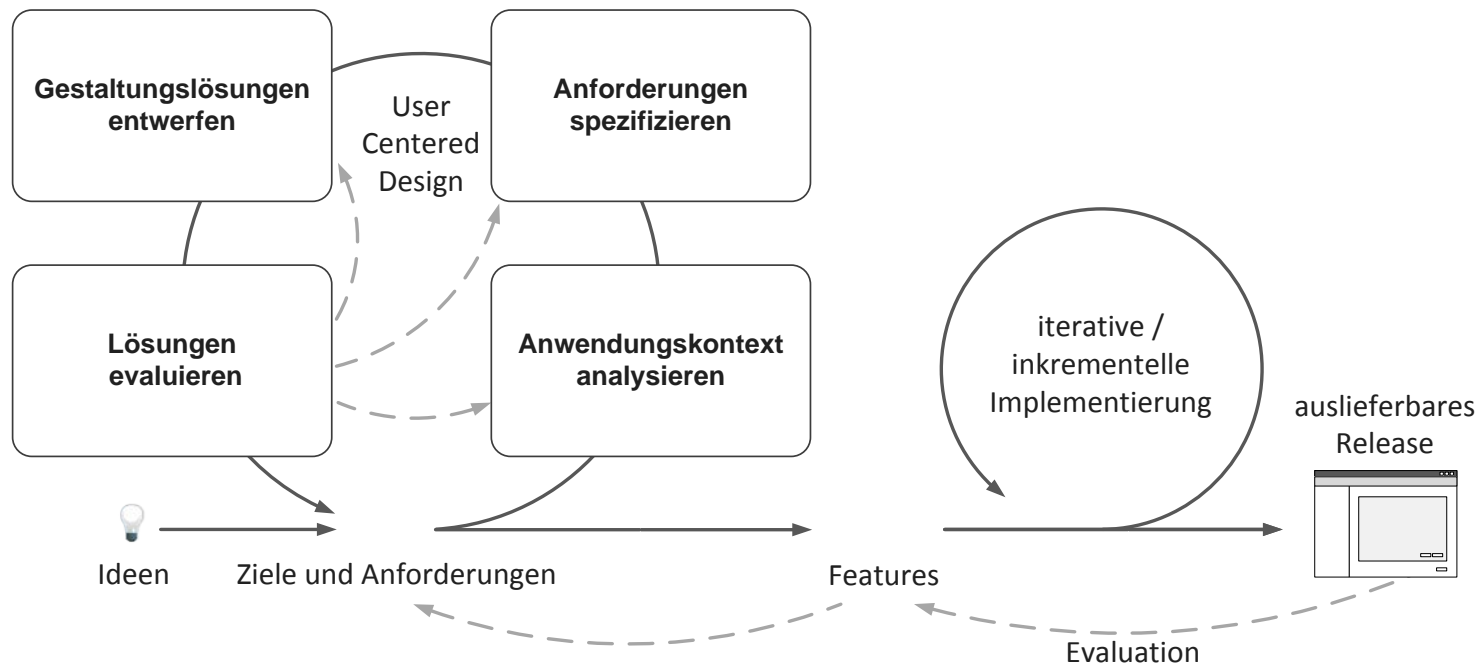 Gestaltungslösungen
entwerfen
User
Centered
Design
Anforderungen
spezifizieren
Lösungen
evaluieren
Anwendungskontext
analysieren
iterative /
inkrementelle
Implementierung
auslieferbares
Release
Ideen
Ziele und Anforderungen
Features
Evaluation